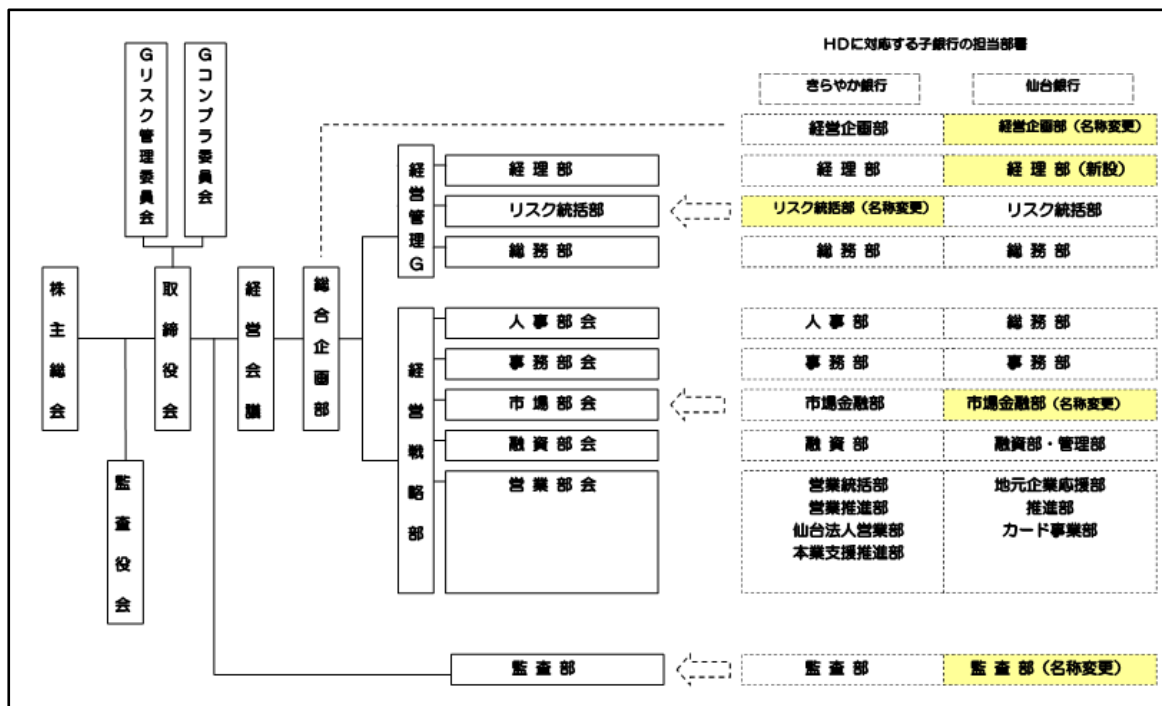 HDに対応する子銀行の担当部署
きらやか銀行
仙台銀行
経営企画部
経営企画部（名称変更）
経理部
経理部（新設）
リスク統括部（名称変更）
リスク統括部
総務部
総務部
人事部
総務部
事務部
事務部
市場金融部
市場金融部（名称変更）
融資部
融資部・管理部
営業統括部
営業推進部
仙台法人営業部
本業支援推進部
地元企業応援部
推進部
カード事業部
監査部
監査部（名称変更）
Gリスク管理委員会
Gコンプラ委員会
株主総会
取締役会
監査役会
経営会議
総合企画部
経営管理G
経理部
リスク統括部
総務部
経営戦略部
人事部会
事務部会
市場部会
融資部会
営業部会
監査部